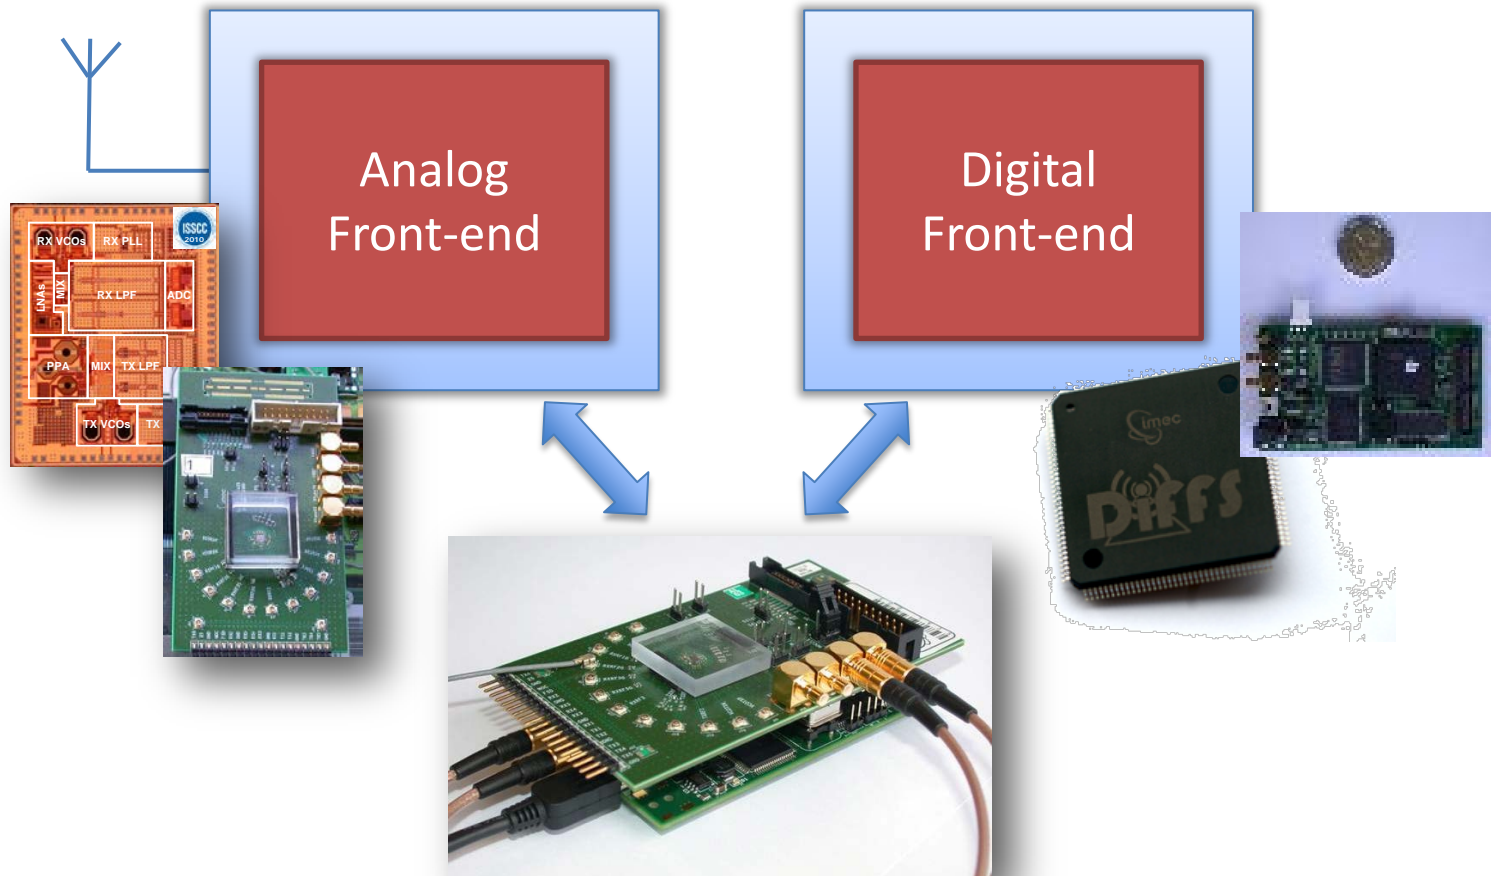 Analog
Front-end
Digital
Front-end
ISSCC
2010
RX VCOs
RX PLL
LNAs
MIX
RX LPF
ADC
PPA
MIX
TX LPF
TX VCOs
TX
1
imec
DiFFS